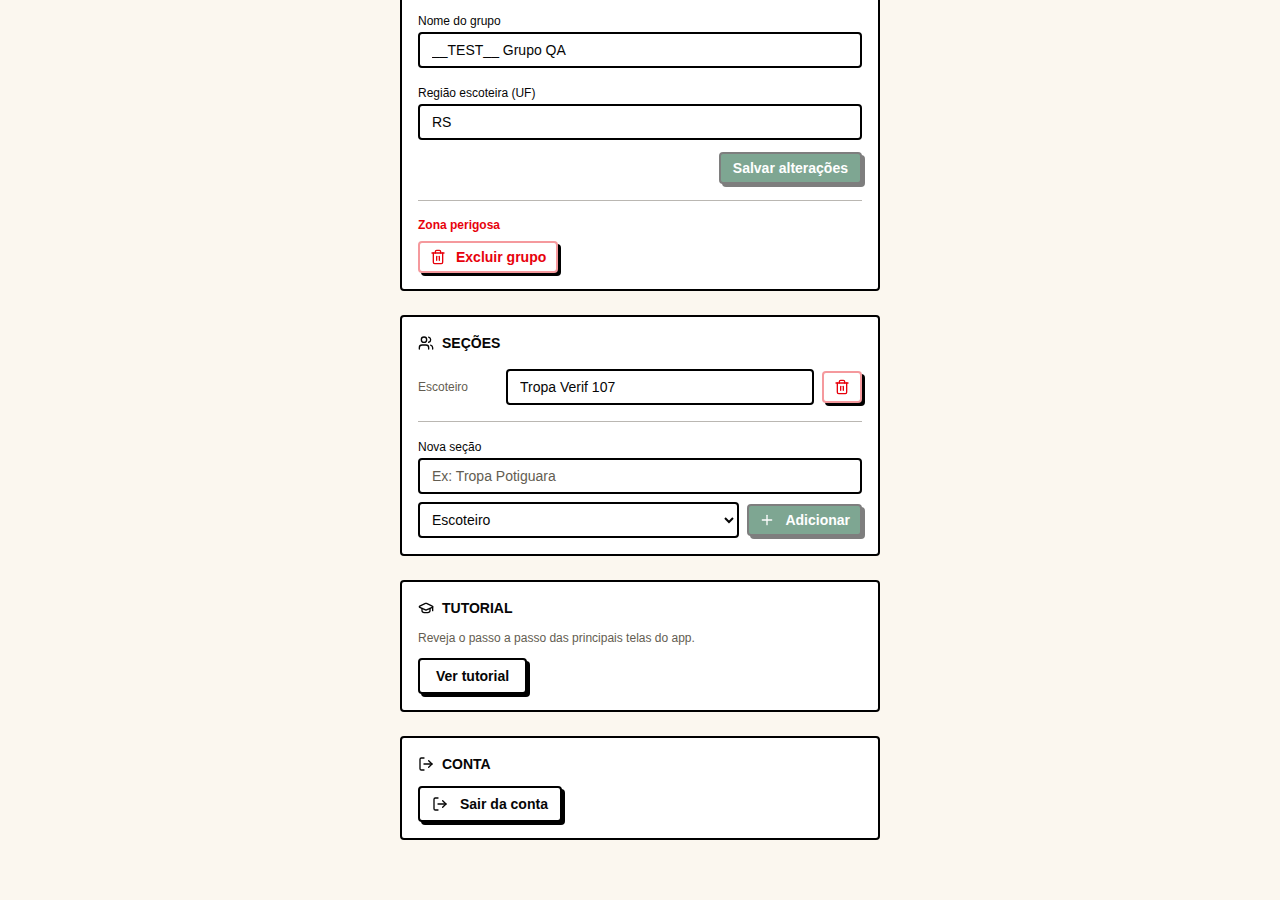 Nome do grupo
__TEST__ Grupo QA
Região escoteira (UF)
RS
Salvar alterações
Zona perigosa
Excluir grupo
SEÇÕES
Escoteiro
Tropa Verif 107
Nova seção
Ex: Tropa Potiguara
Escoteiro
Adicionar
TUTORIAL
Reveja o passo a passo das principais telas do app.
Ver tutorial
CONTA
Sair da conta